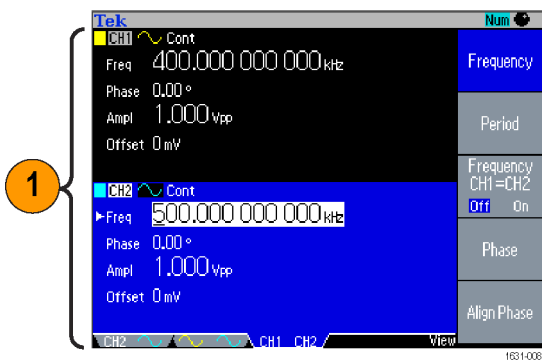 Tek
Num
CH1 Cont
Freq 400.000 000 000 kHz
Phase 0.00 °
Ampl 1.000 Vpp
Offset 0 mV
CH2 Cont
Freq 500.000 000 000 kHz
Phase 0.00 °
Ampl 1.000 Vpp
Offset 0 mV
CH2
CH1 CH2
View
Frequency
Period
Frequency
CH1=CH2
Off On
Phase
Align Phase
1
1631-008